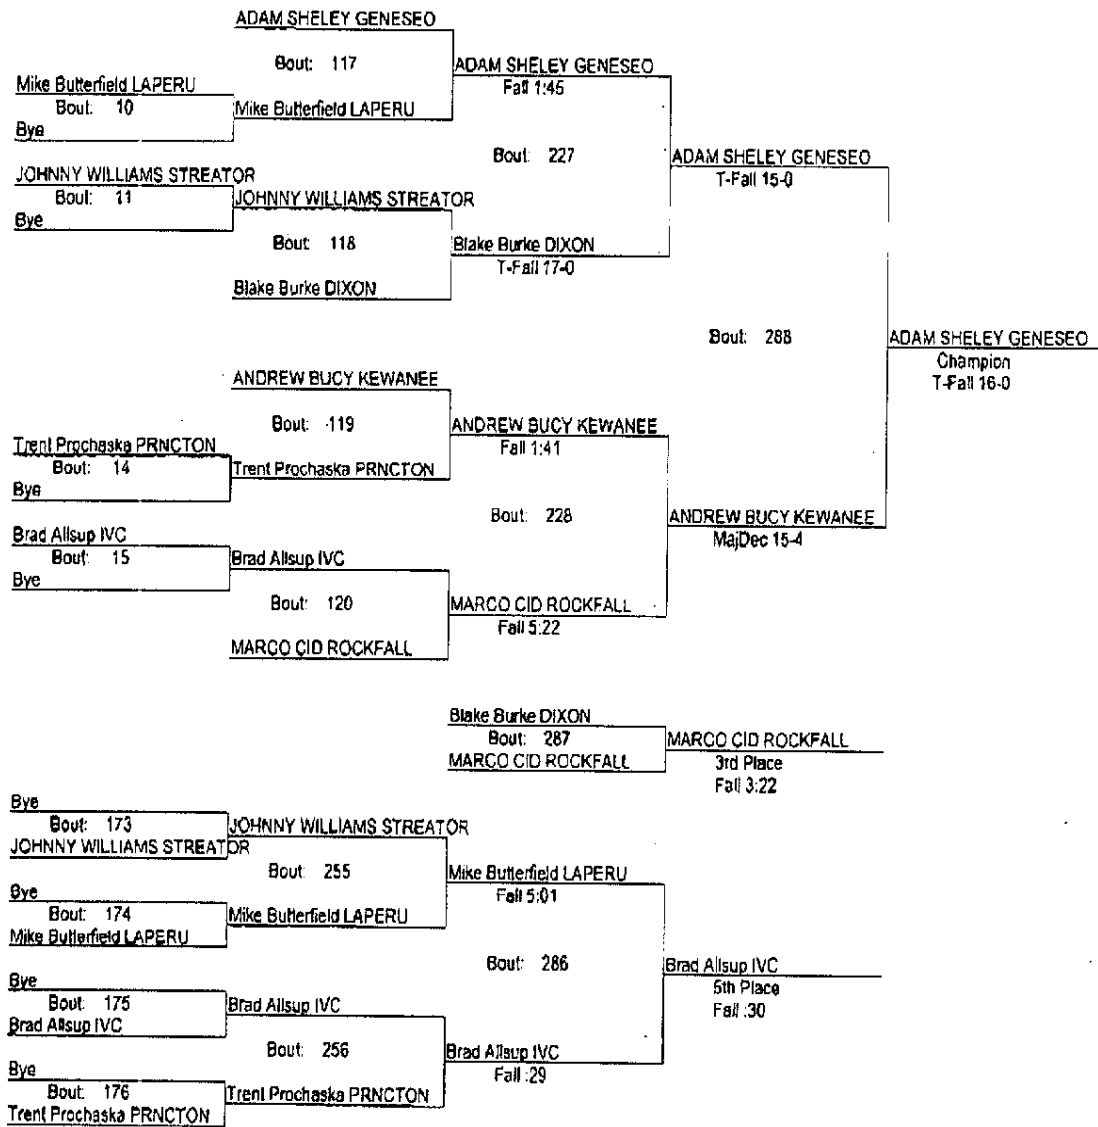 ADAM SHELEY GENESEO
Bout: 117
ADAM SHELEY GENESEO
Fall 1:45
Mike Butterfield LAPERU
Bout: 10
Mike Butterfield LAPERU
Bye
Bout: 227
ADAM SHELEY GENESEO
T-Fall 15-0
JOHNNY WILLIAMS STREATOR
Bout: 11
JOHNNY WILLIAMS STREATOR
Bye
Bout: 118
Blake Burke DIXON
T-Fall 17-0
Blake Burke DIXON
Bout: 288
ADAM SHELEY GENESEO
Champion
T-Fall 16-0
ANDREW BUCY KEWANEE
Bout: 119
ANDREW BUCY KEWANEE
Fall 1:41
Trent Prochaska PRNCTON
Bout: 14
Trent Prochaska PRNCTON
Bye
Bout: 228
ANDREW BUCY KEWANEE
MajDec 15-4
Brad Allsup IVC
Bout: 15
Brad Allsup IVC
Bye
Bout: 120
MARCO CID ROCKFALL
Fall 5:22
MARCO CID ROCKFALL
Blake Burke DIXON
Bout: 287
MARCO CID ROCKFALL
MARCO CID ROCKFALL
3rd Place
Fall 3:22
Bye
Bout: 173
JOHNNY WILLIAMS STREATOR
JOHNNY WILLIAMS STREATOR
Bout: 255
Mike Butterfield LAPERU
Fall 5:01
Bye
Bout: 174
Mike Butterfield LAPERU
Mike Butterfield LAPERU
Bout: 286
Brad Allsup IVC
5th Place
Fall :30
Bye
Bout: 175
Brad Allsup IVC
Brad Allsup IVC
Bout: 256
Brad Allsup IVC
Fall :29
Bye
Bout: 176
Trent Prochaska PRNCTON
Trent Prochaska PRNCTON